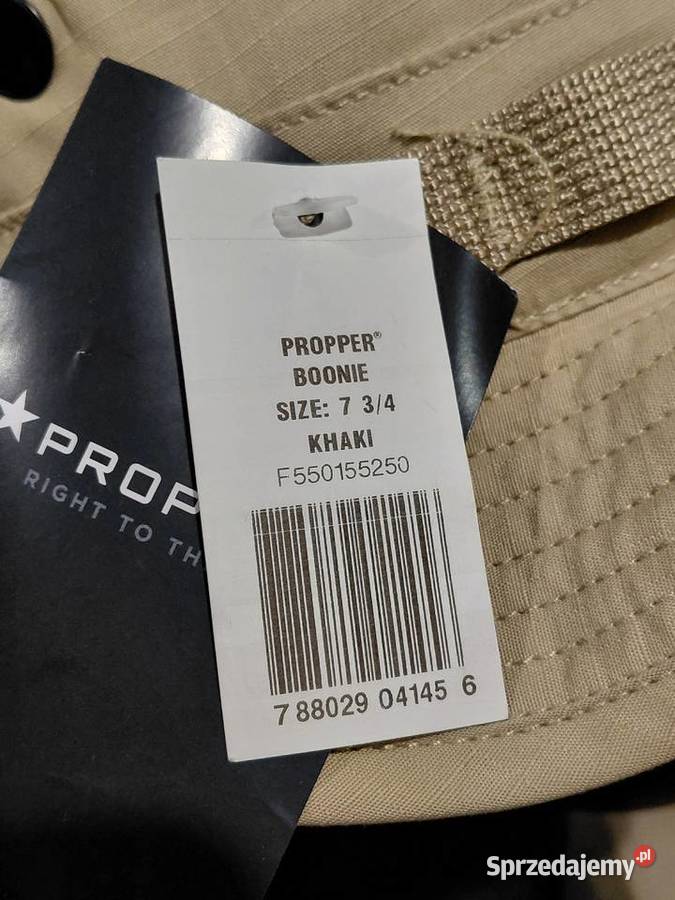 PROPPER®
BOONIE
SIZE: 7 3/4
KHAKI
F550155250
7 88029 04145 6
PROP
RIGHT TO TH
Sprzedajemy.pl